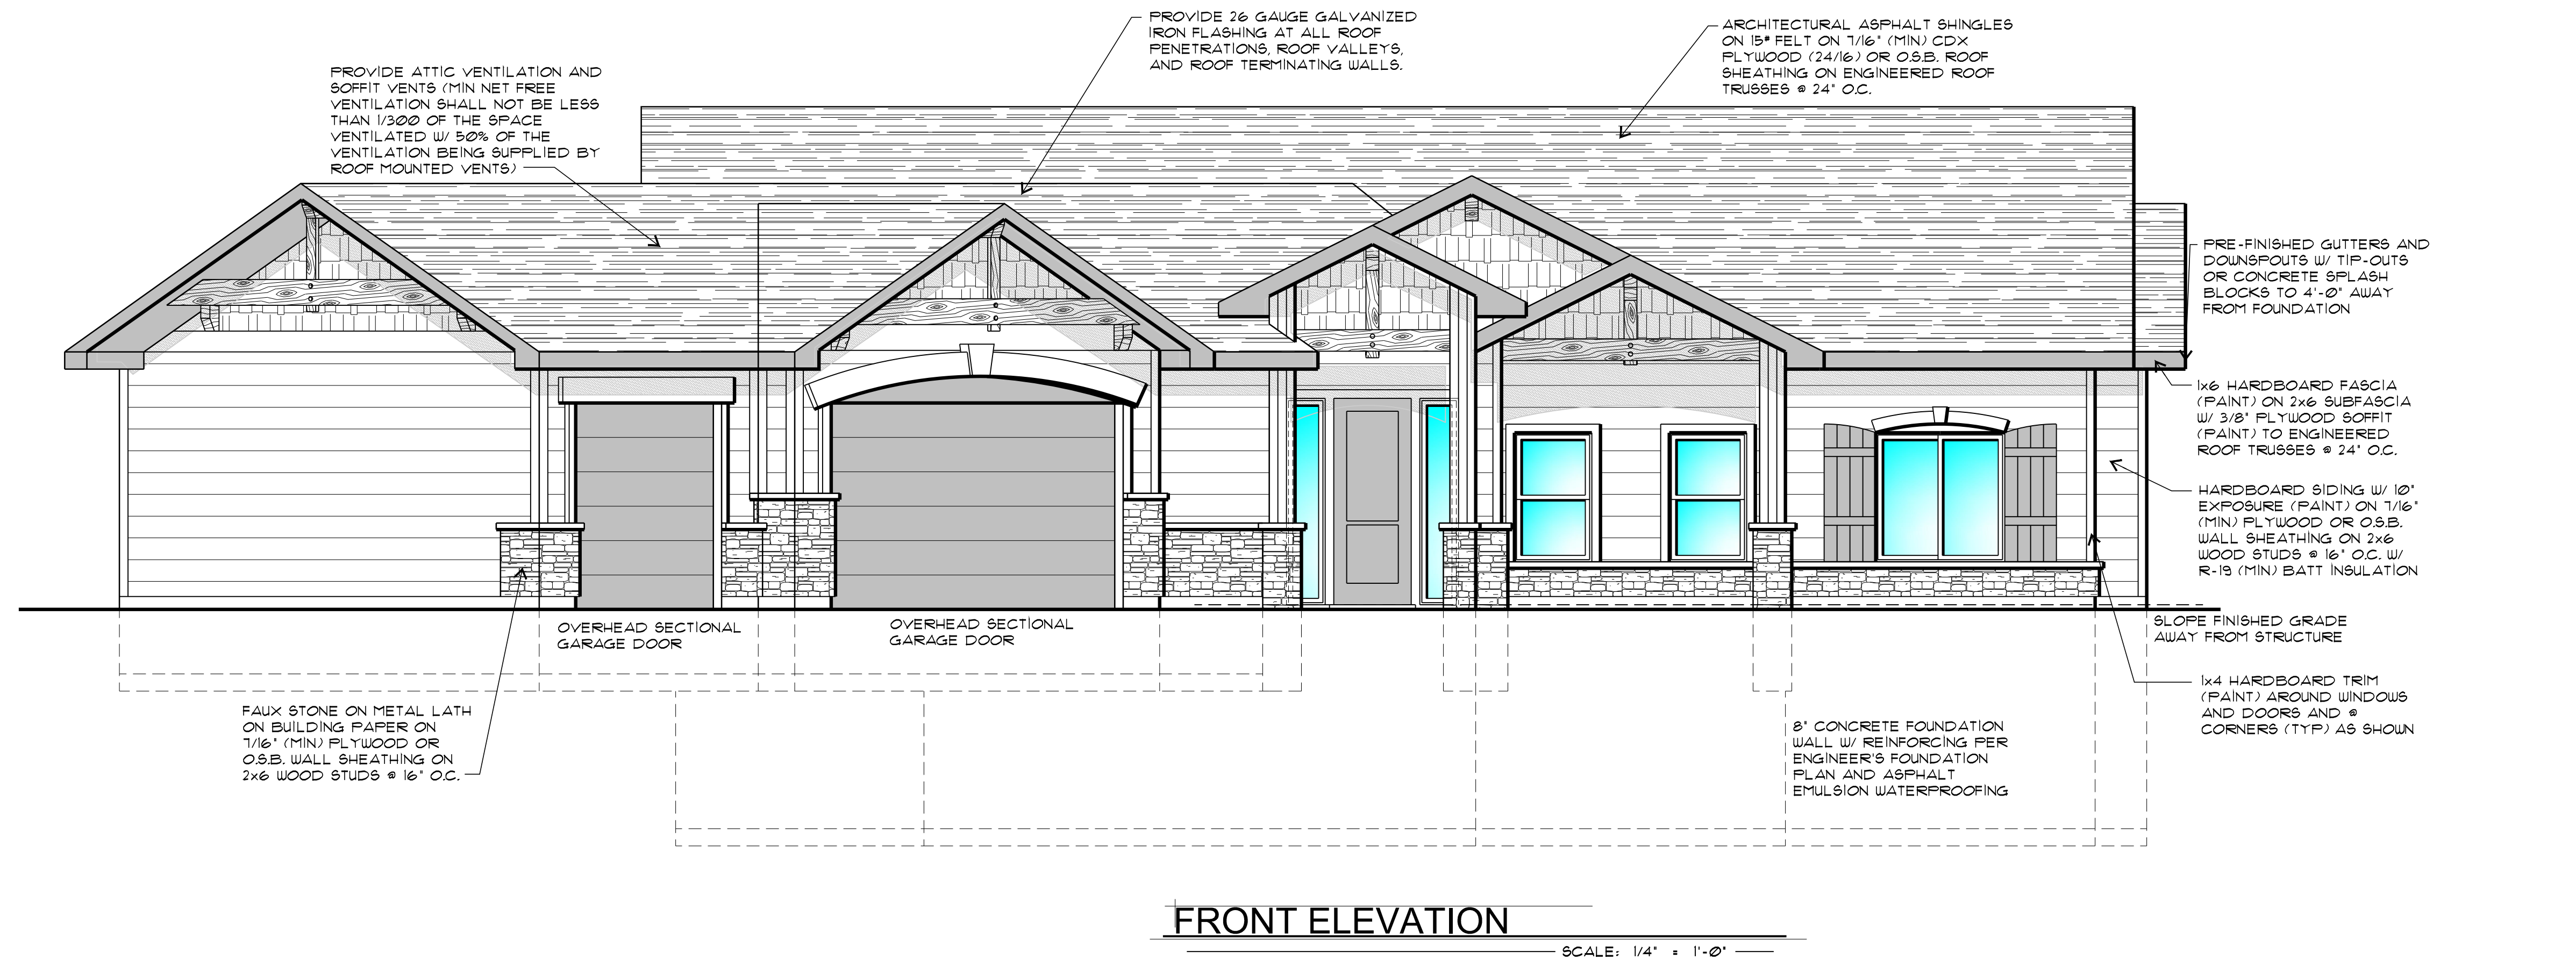 PROVIDE 26 GAUGE GALVANIZED
IRON FLASHING AT ALL ROOF
PENETRATIONS, ROOF VALLEYS,
AND ROOF TERMINATING WALLS.
ARCHITECTURAL ASPHALT SHINGLES
ON 15# FELT ON 7/16" (MIN) CDX
PLYWOOD (24/16) OR O.S.B. ROOF
SHEATHING ON ENGINEERED ROOF
TRUSSES @ 24" O.C.
PROVIDE ATTIC VENTILATION AND
SOFFIT VENTS (MIN NET FREE
VENTILATION SHALL NOT BE LESS
THAN 1/300 OF THE SPACE
VENTILATED W/ 50% OF THE
VENTILATION BEING SUPPLIED BY
ROOF MOUNTED VENTS)
PRE-FINISHED GUTTERS AND
DOWNSPOUTS W/ TIP-OUTS
OR CONCRETE SPLASH
BLOCKS TO 4'-0" AWAY
FROM FOUNDATION
1x6 HARDBOARD FASCIA
(PAINT) ON 2x6 SUBFASCIA
W/ 3/8" PLYWOOD SOFFIT
(PAINT) TO ENGINEERED
ROOF TRUSSES @ 24" O.C.
HARDBOARD SIDING W/ 10"
EXPOSURE (PAINT) ON 7/16"
(MIN) PLYWOOD OR O.S.B.
WALL SHEATHING ON 2x6
WOOD STUDS @ 16" O.C. W/
R-19 (MIN) BATT INSULATION
SLOPE FINISHED GRADE
AWAY FROM STRUCTURE
OVERHEAD SECTIONAL
GARAGE DOOR
OVERHEAD SECTIONAL
GARAGE DOOR
1x4 HARDBOARD TRIM
(PAINT) AROUND WINDOWS
AND DOORS AND @
CORNERS (TYP) AS SHOWN
FAUX STONE ON METAL LATH
ON BUILDING PAPER ON
7/16" (MIN) PLYWOOD OR
O.S.B. WALL SHEATHING ON
2x6 WOOD STUDS @ 16" O.C.
8" CONCRETE FOUNDATION
WALL W/ REINFORCING PER
ENGINEER'S FOUNDATION
PLAN AND ASPHALT
EMULSION WATERPROOFING
FRONT ELEVATION
SCALE: 1/4" = 1'-0"